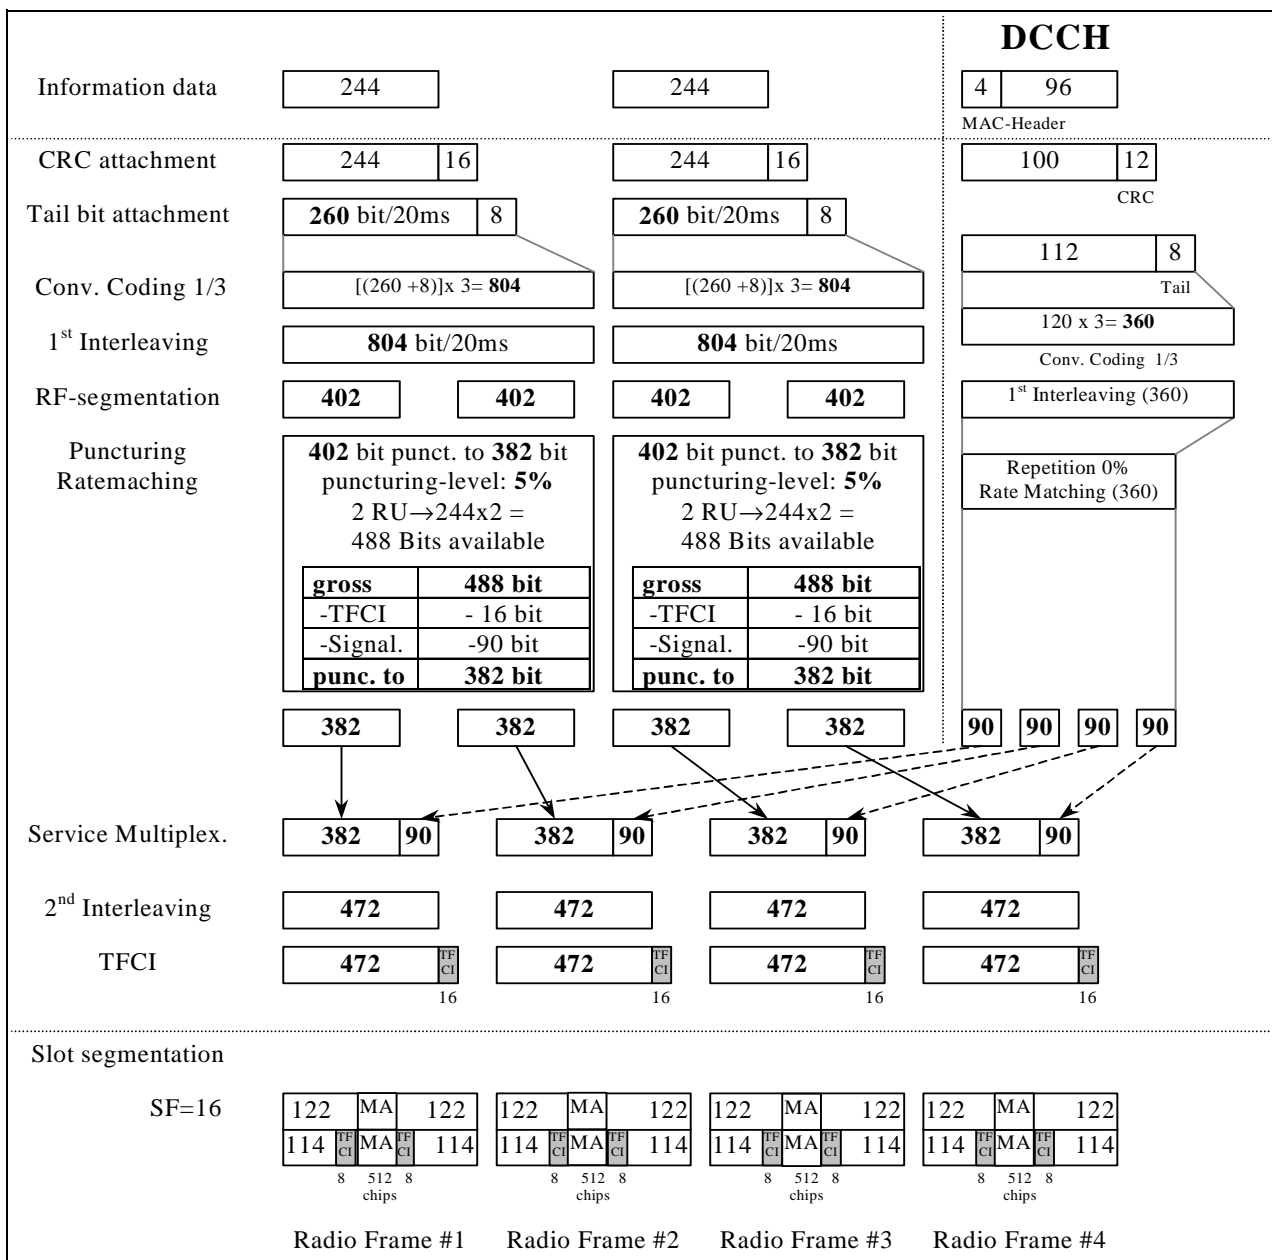 DCCH
Information data 244 244 4 96
MAC-Header
CRC attachment 244 16 244 16 100 12
CRC
Tail bit attachment 260 bit/20ms 8 260 bit/20ms 8
112 8
Tail
Conv. Coding 1/3 [(260 +8)]x 3= 804 [(260 +8)]x 3= 804
120 x 3= 360
Conv. Coding 1/3
1st Interleaving 804 bit/20ms 804 bit/20ms
RF-segmentation 402 402 402 402 1st Interleaving (360)
Puncturing
Ratemaching
402 bit punct. to 382 bit
puncturing-level: 5%
2 RU→244x2 =
488 Bits available
gross 488 bit
-TFCI - 16 bit
-Signal. -90 bit
punc. to 382 bit
402 bit punct. to 382 bit
puncturing-level: 5%
2 RU→244x2 =
488 Bits available
gross 488 bit
-TFCI - 16 bit
-Signal. -90 bit
punc. to 382 bit
Repetition 0%
Rate Matching (360)
382 382 382 382 90 90 90 90
Service Multiplex. 382 90 382 90 382 90 382 90
2nd Interleaving 472 472 472 472
TFCI 472 TF CI 472 TF CI 472 TF CI 472 TF CI
16 16 16 16
Slot segmentation
SF=16 122 MA 122 122 MA 122 122 MA 122 122 MA 122
114 TF CI MA TF CI 114 114 TF CI MA TF CI 114 114 TF CI MA TF CI 114 114 TF CI MA TF CI 114
8 512 8 8 512 8 8 512 8 8 512 8
chips chips chips chips
Radio Frame #1 Radio Frame #2 Radio Frame #3 Radio Frame #4